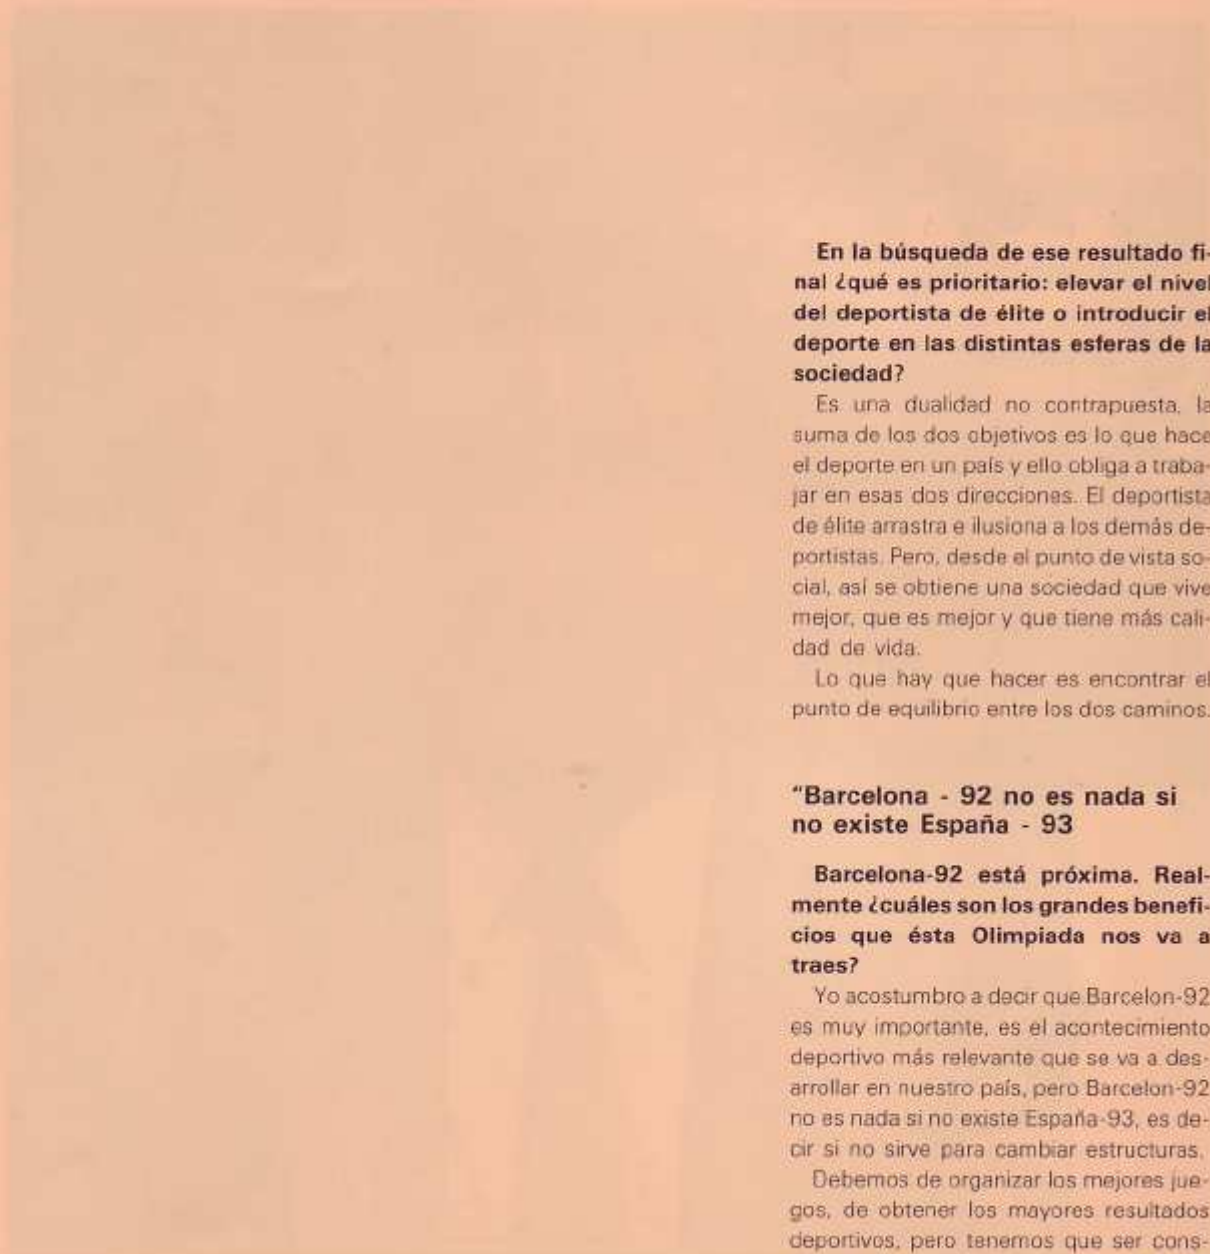 En la búsqueda de ese resultado fi-
nal ¿qué es prioritario: elevar el nivel
del deportista de élite o introducir el
deporte en las distintas esferas de la
sociedad?
Es una dualidad no contrapuesta, la
suma de los dos objetivos es lo que hace
el deporte en un país y ello obliga a traba-
jar en esas dos direcciones. El deportista
de élite arrastra e ilusiona a los demás de-
portistas. Pero, desde el punto de vista so-
cial, así se obtiene una sociedad que vive
mejor, que es mejor y que tiene más cali-
dad de vida.
Lo que hay que hacer es encontrar el
punto de equilibrio entre los dos caminos.
"Barcelona - 92 no es nada si
no existe España - 93
Barcelona-92 está próxima. Real-
mente ¿cuáles son los grandes benefi-
cios que ésta Olimpiada nos va a
traes?
Yo acostumbro a decir que Barcelon-92
es muy importante, es el acontecimiento
deportivo más relevante que se va a des-
arrollar en nuestro país, pero Barcelon-92
no es nada si no existe España-93, es de-
cir si no sirve para cambiar estructuras.
Debemos de organizar los mejores jue-
gos, de obtener los mayores resultados
deportivos, pero tenemos que ser cons-